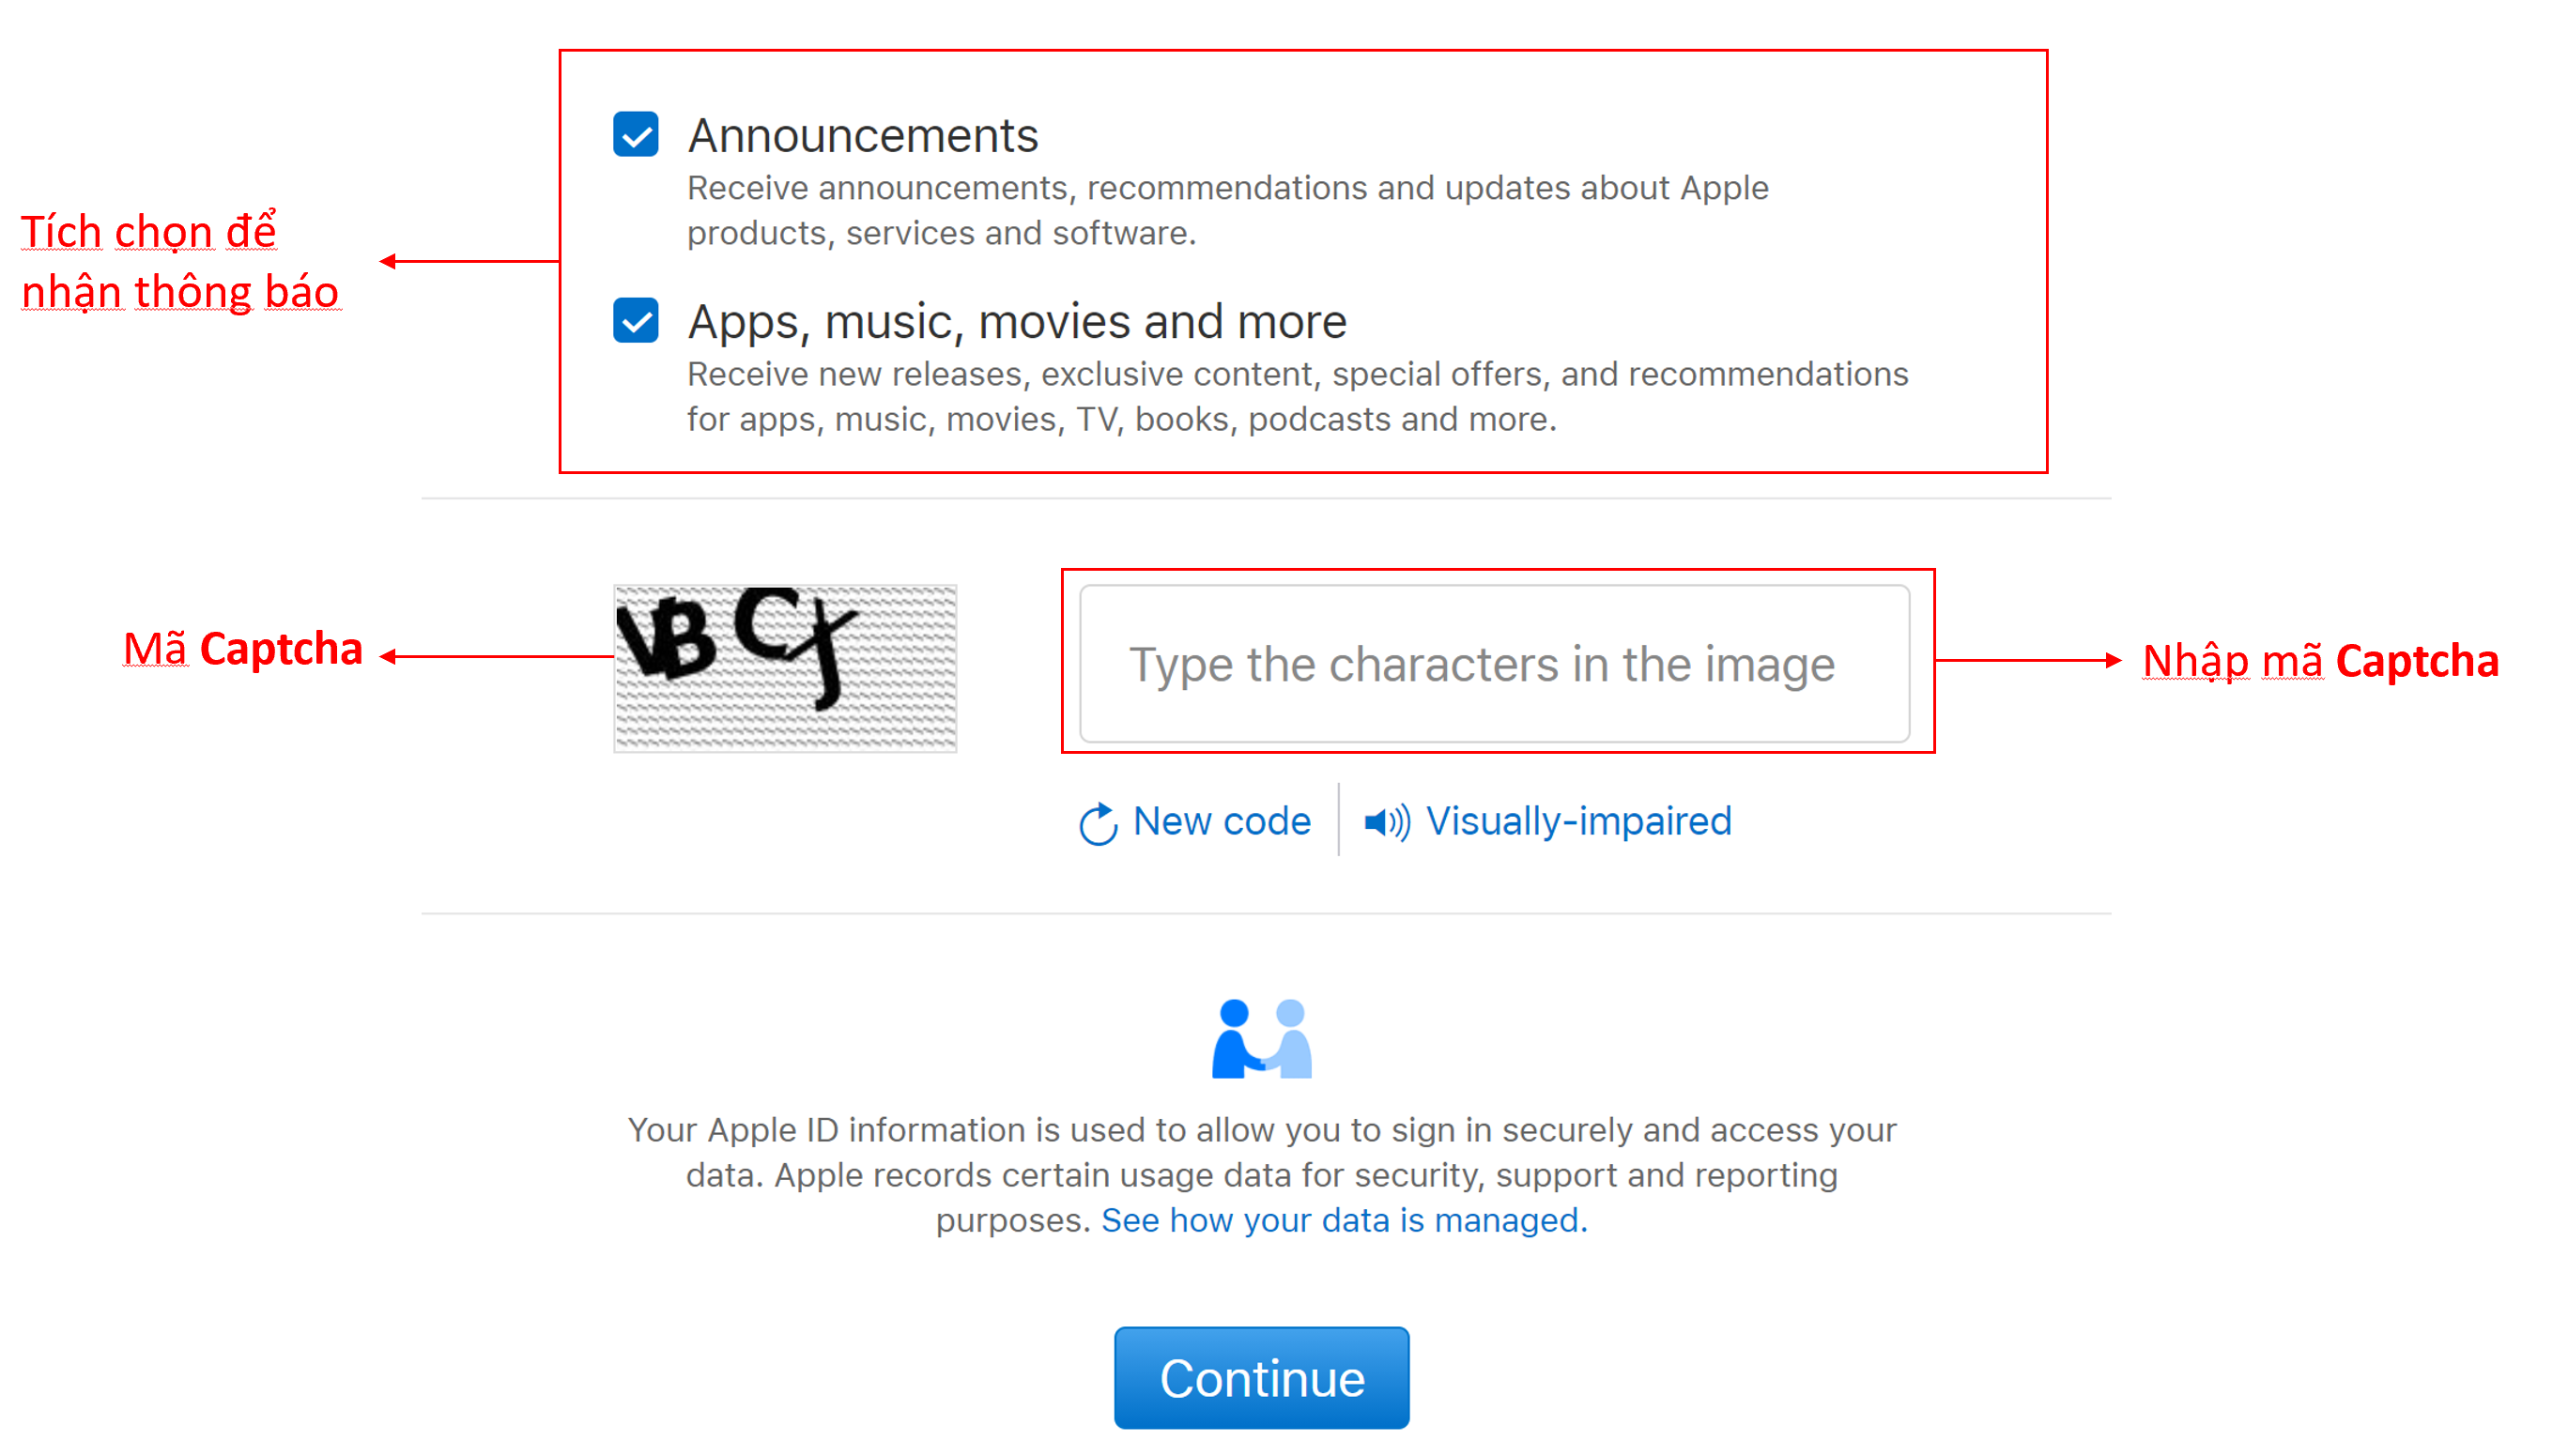 Announcements
Receive announcements, recommendations and updates about Apple
products, services and software.
Tích chọn để
nhận thông báo
Apps, music, movies and more
Receive new releases, exclusive content, special offers, and recommendations
for apps, music, movies, TV, books, podcasts and more.
Mã Captcha
Type the characters in the image
Nhập mã Captcha
New code
Visually-impaired
Your Apple ID information is used to allow you to sign in securely and access your
data. Apple records certain usage data for security, support and reporting
purposes. See how your data is managed.
Continue